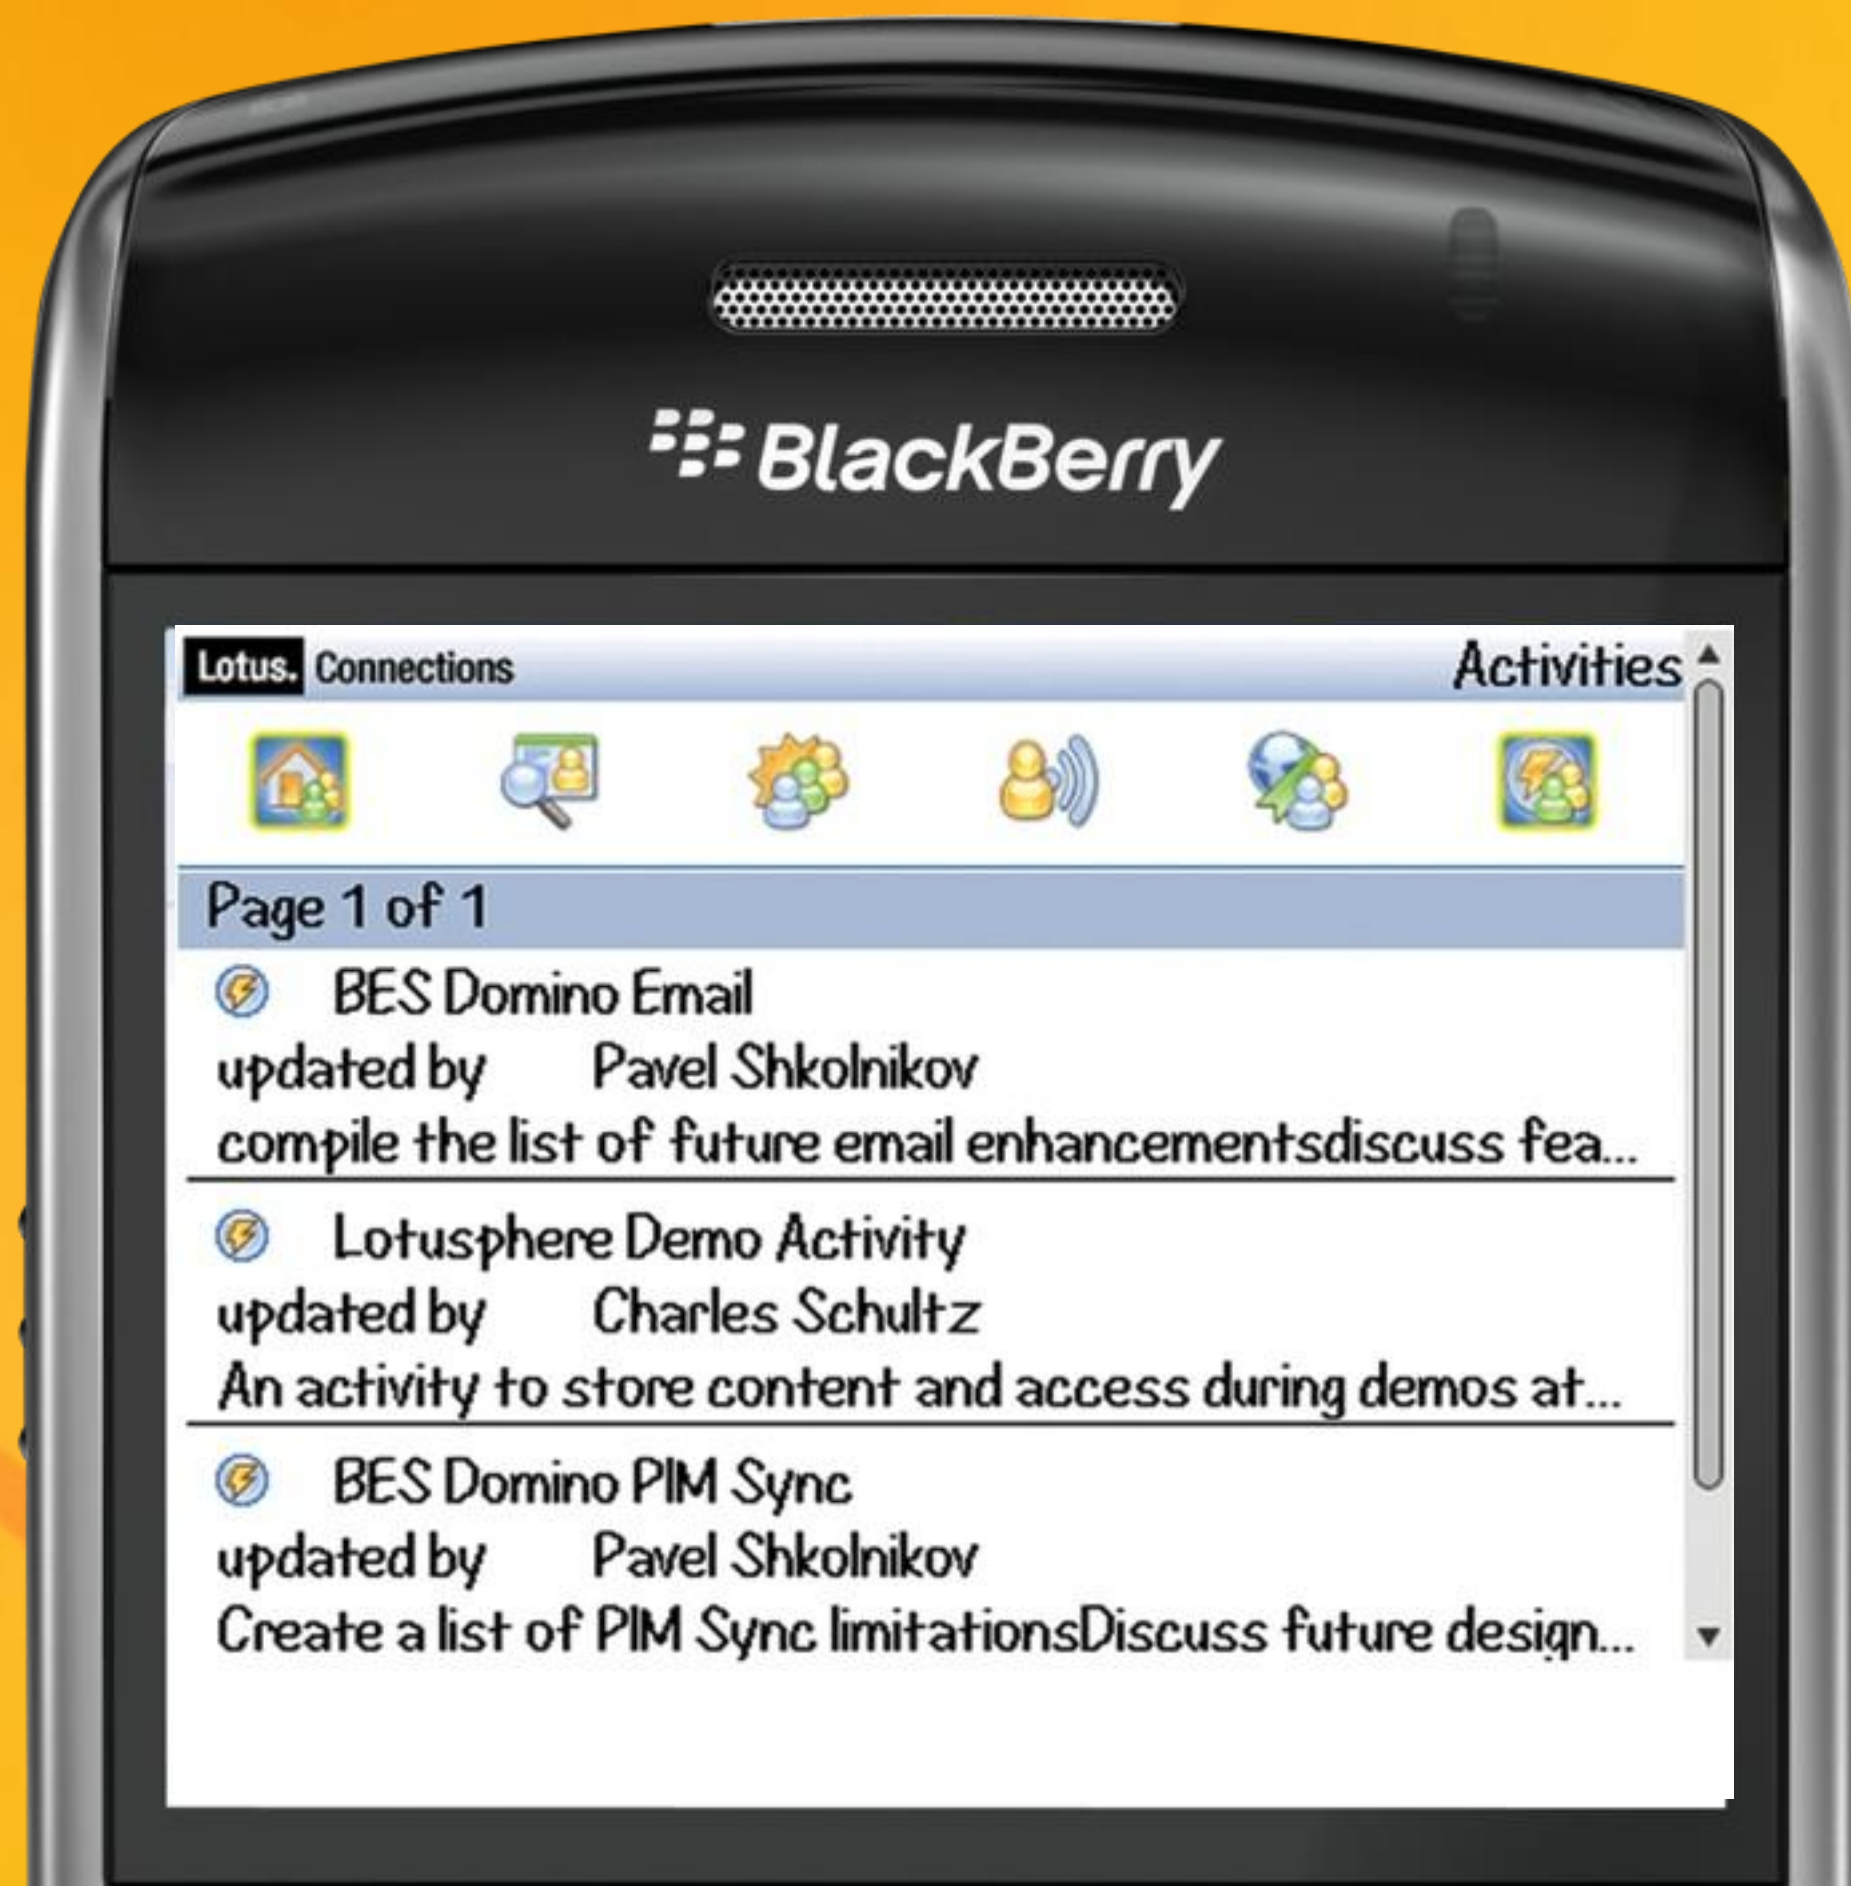 BlackBerry
Lotus. Connections Activities
Page 1 of 1
BES Domino Email
updated by Pavel Shkolnikov
compile the list of future email enhancementsdiscuss fea...
Lotusphere Demo Activity
updated by Charles Schultz
An activity to store content and access during demos at...
BES Domino PIM Sync
updated by Pavel Shkolnikov
Create a list of PIM Sync limitationsDiscuss future design...